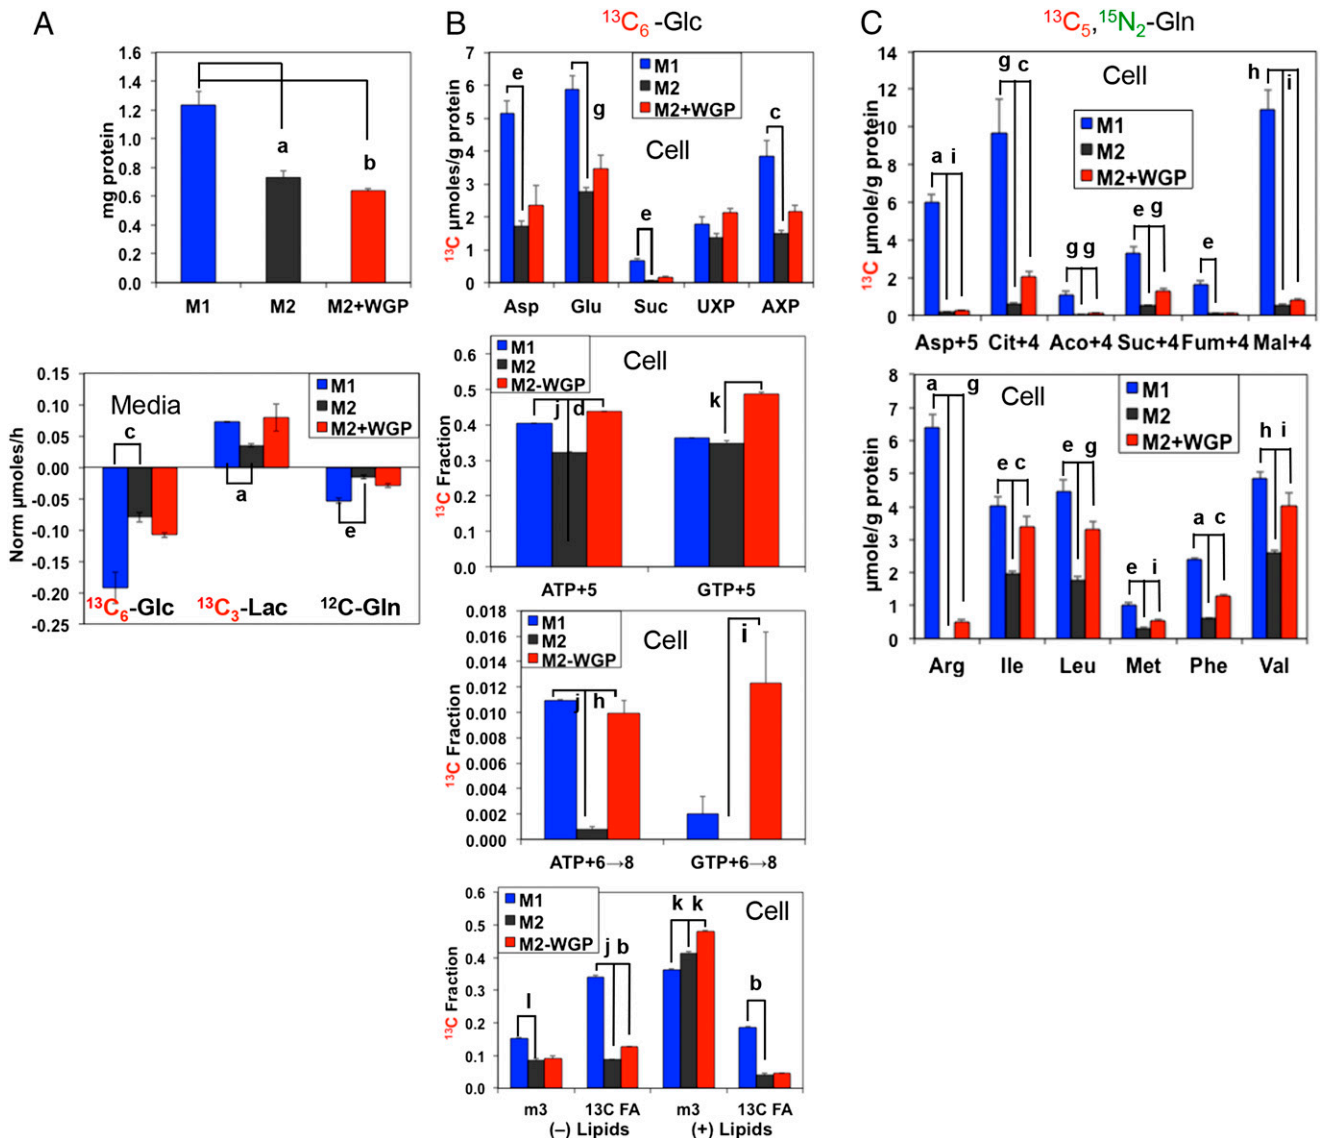 A
1.6
1.4
1.2
1.0
0.8
0.6
0.4
0.2
0.0
mg protein
a
b
M1 M2 M2+WGP
0.15
0.10
0.05
0.00
-0.05
-0.10
-0.15
-0.20
-0.25
Norm µmoles/h
Media
M1
M2
M2+WGP
c
a
e
¹³C₆-Glc ¹³C₃-Lac ¹²C-Gln
B
¹³C₆-Glc
7
6
5
4
3
2
1
0
¹³C µmoles/g protein
M1
M2
M2+WGP
Cell
e
g
e
c
Asp Glu Suc UXP AXP
0.6
0.5
0.4
0.3
0.2
0.1
0.0
¹³C Fraction
M1
M2
M2-WGP
Cell
j d
k
ATP+5 GTP+5
0.018
0.016
0.014
0.012
0.010
0.008
0.006
0.004
0.002
0.000
¹³C Fraction
M1
M2
M2-WGP
Cell
j h
i
ATP+6→8 GTP+6→8
0.6
0.5
0.4
0.3
0.2
0.1
0.0
¹³C Fraction
M1
M2
M2-WGP
Cell
l
j b
k k
b
m3 13C FA m3 13C FA
(–) Lipids (+) Lipids
C
¹³C₅,¹⁵N₂-Gln
14
12
10
8
6
4
2
0
¹³C µmole/g protein
Cell
M1
M2
M2+WGP
a i
g c
g g
e g
e
h i
Asp+5 Cit+4 Aco+4 Suc+4 Fum+4 Mal+4
8
7
6
5
4
3
2
1
0
µmole/g protein
Cell
M1
M2
M2+WGP
a g
e c
e g
e i
a c
h i
Arg Ile Leu Met Phe Val